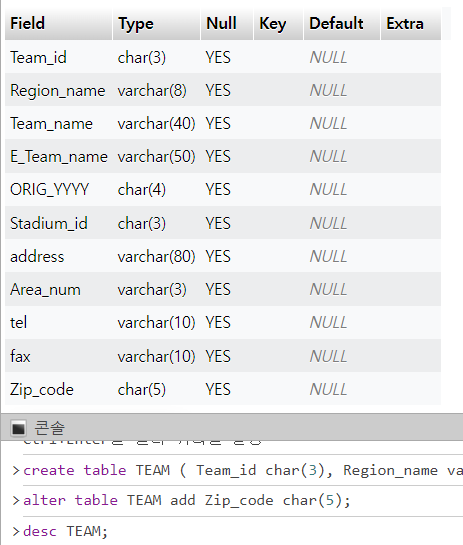 Field Type Null Key Default Extra
Team_id char(3) YES NULL
Region_name varchar(8) YES NULL
Team_name varchar(40) YES NULL
E_Team_name varchar(50) YES NULL
ORIG_YYYY char(4) YES NULL
Stadium_id char(3) YES NULL
address varchar(80) YES NULL
Area_num varchar(3) YES NULL
tel varchar(10) YES NULL
fax varchar(10) YES NULL
Zip_code char(5) YES NULL
콘솔
>create table TEAM ( Team_id char(3), Region_name va
>alter table TEAM add Zip_code char(5);
>desc TEAM;